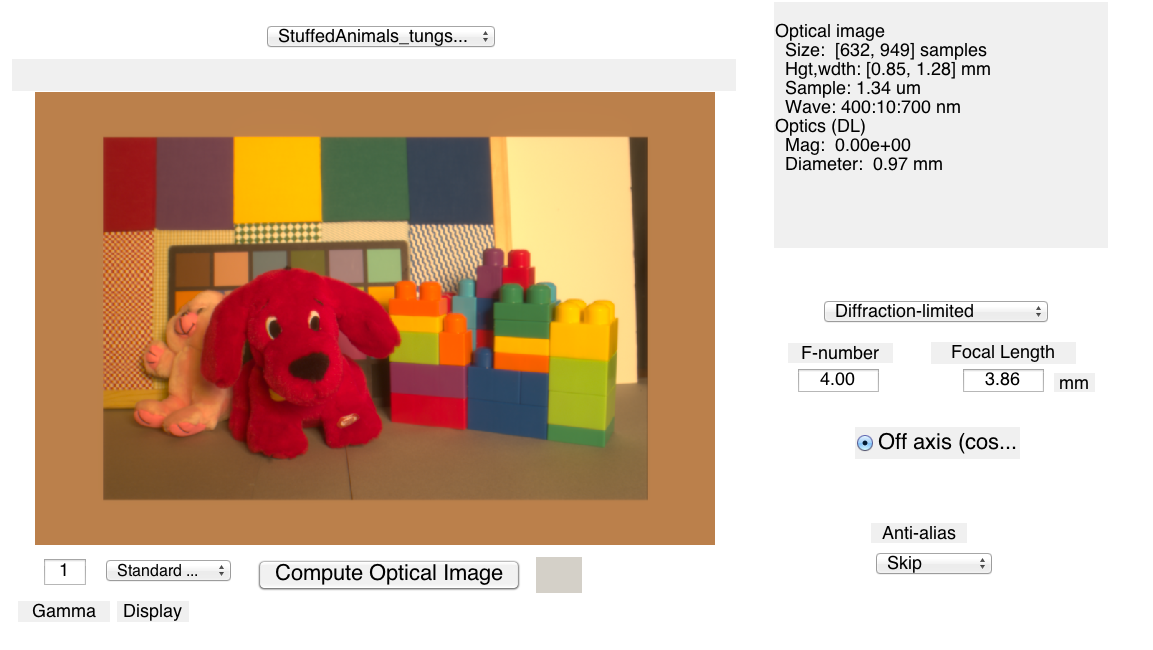 StuffedAnimals_tungs...
Optical image
Size:  [632, 949] samples
Hgt,wdth: [0.85, 1.28] mm
Sample: 1.34 um
Wave: 400:10:700 nm
Optics (DL)
Mag:  0.00e+00
Diameter:  0.97 mm
Diffraction-limited
F-number
Focal Length
4.00
3.86
mm
Off axis (cos...
Anti-alias
Skip
1
Standard ...
Compute Optical Image
Gamma
Display